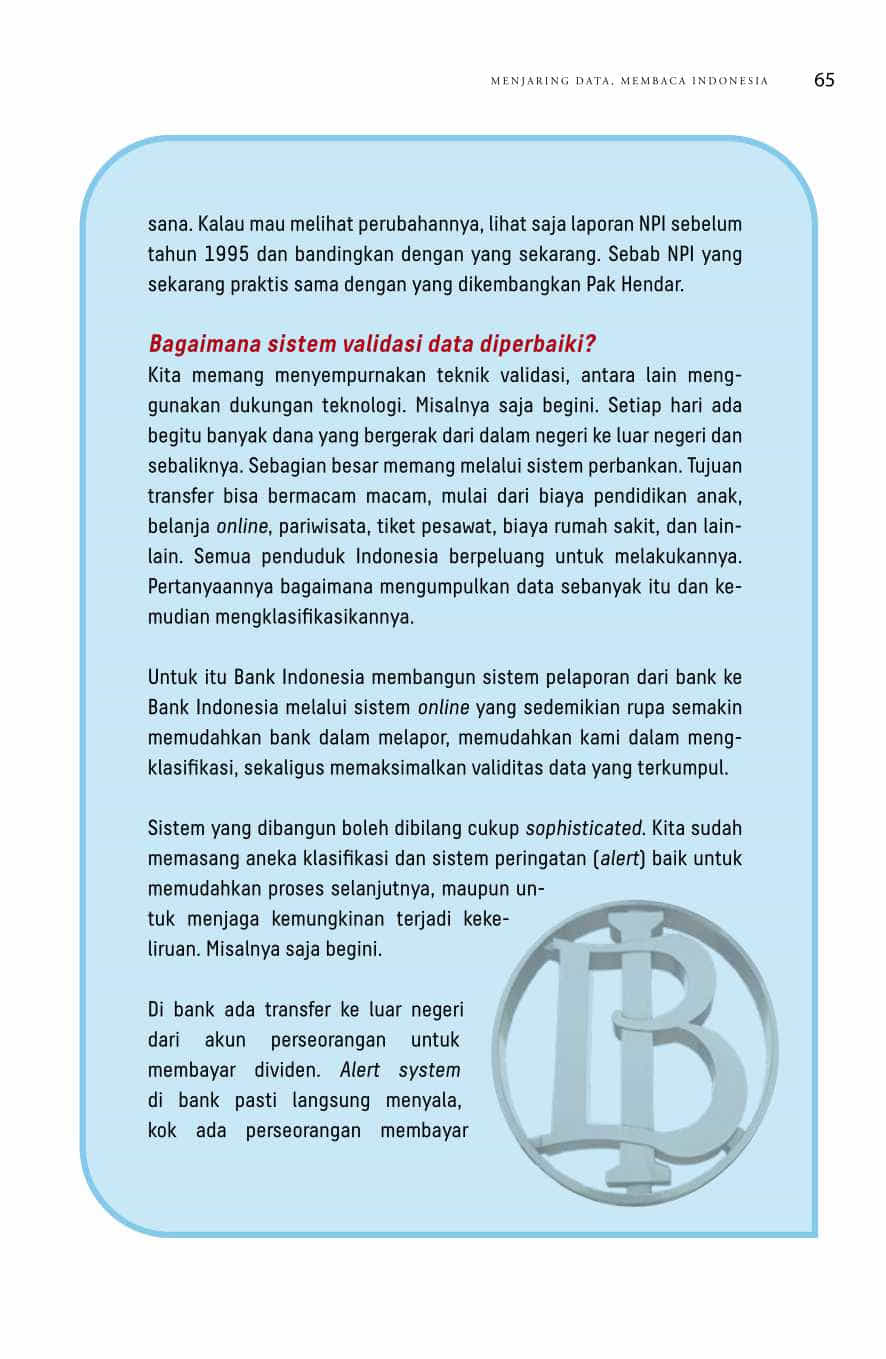 MENJARING DATA, MEMBACA INDONESIA 65
sana. Kalau mau melihat perubahannya, lihat saja laporan NPI sebelum
tahun 1995 dan bandingkan dengan yang sekarang. Sebab NPI yang
sekarang praktis sama dengan yang dikembangkan Pak Hendar.
Bagaimana sistem validasi data diperbaiki?
Kita memang menyempurnakan teknik validasi, antara lain meng-
gunakan dukungan teknologi. Misalnya saja begini. Setiap hari ada
begitu banyak dana yang bergerak dari dalam negeri ke luar negeri dan
sebaliknya. Sebagian besar memang melalui sistem perbankan. Tujuan
transfer bisa bermacam macam, mulai dari biaya pendidikan anak,
belanja online, pariwisata, tiket pesawat, biaya rumah sakit, dan lain-
lain. Semua penduduk Indonesia berpeluang untuk melakukannya.
Pertanyaannya bagaimana mengumpulkan data sebanyak itu dan ke-
mudian mengklasifikasikannya.
Untuk itu Bank Indonesia membangun sistem pelaporan dari bank ke
Bank Indonesia melalui sistem online yang sedemikian rupa semakin
memudahkan bank dalam melapor, memudahkan kami dalam meng-
klasifikasi, sekaligus memaksimalkan validitas data yang terkumpul.
Sistem yang dibangun boleh dibilang cukup sophisticated. Kita sudah
memasang aneka klasifikasi dan sistem peringatan (alert) baik untuk
memudahkan proses selanjutnya, maupun un-
tuk menjaga kemungkinan terjadi keke-
liruan. Misalnya saja begini.
Di bank ada transfer ke luar negeri
dari akun perseorangan untuk
membayar dividen. Alert system
di bank pasti langsung menyala,
kok ada perseorangan membayar